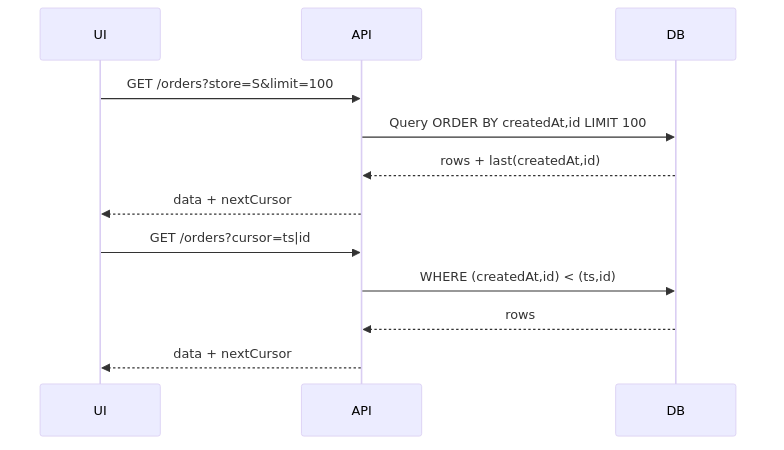 UI
API
DB
GET /orders?store=S&limit=100
Query ORDER BY createdAt,id LIMIT 100
rows + last(createdAt,id)
data + nextCursor
GET /orders?cursor=ts|id
WHERE (createdAt,id) < (ts,id)
rows
data + nextCursor
UI
API
DB